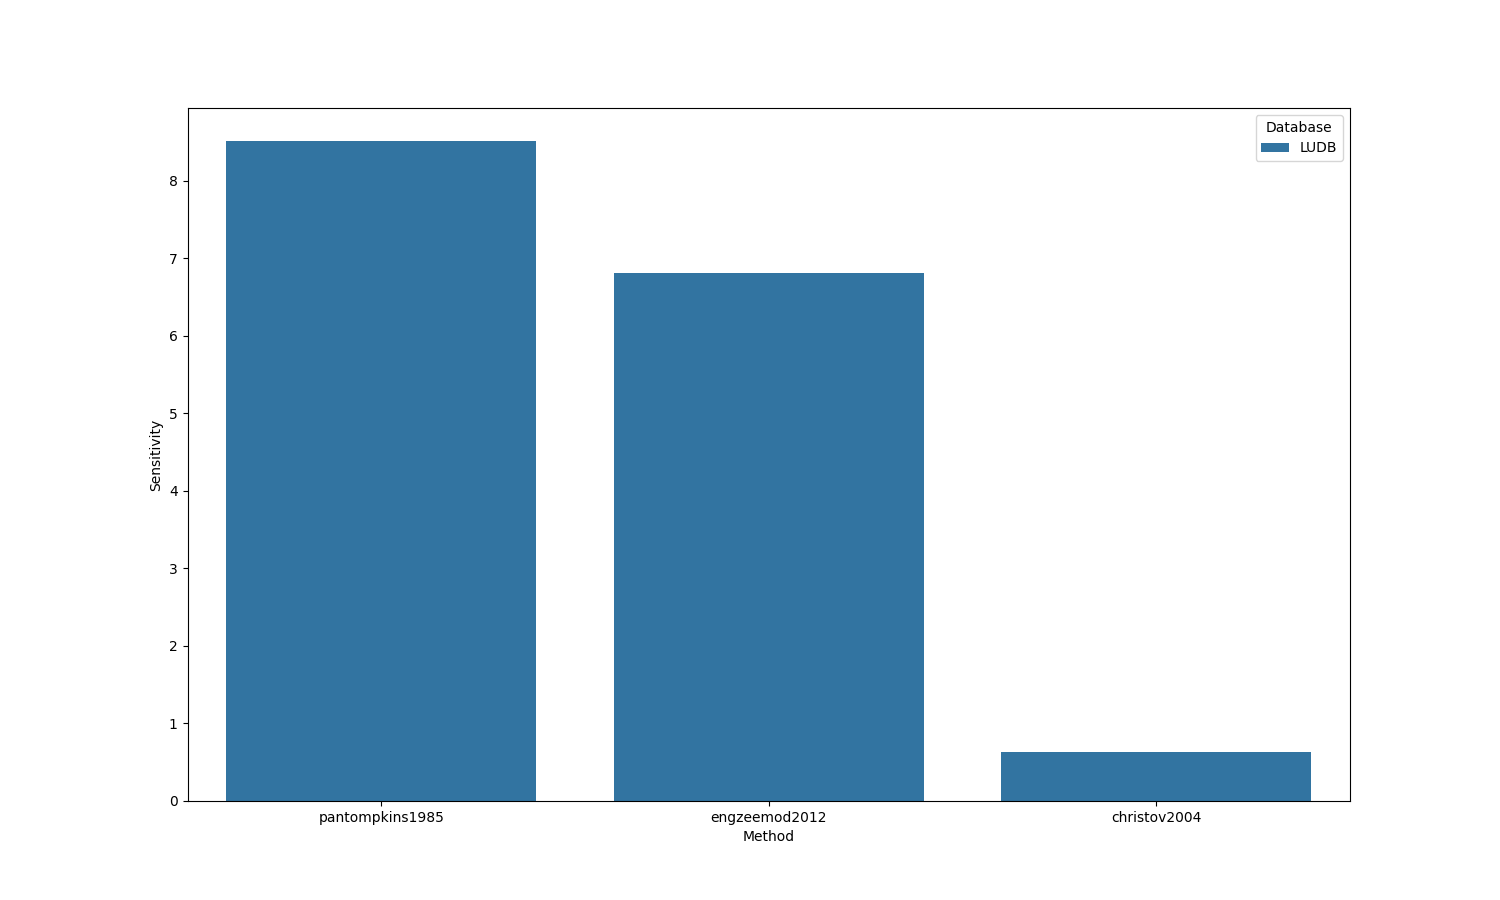 Database
LUDB
8
7
6
5
4
3
2
1
0
Sensitivity
pantompkins1985
engzeemod2012
christov2004
Method